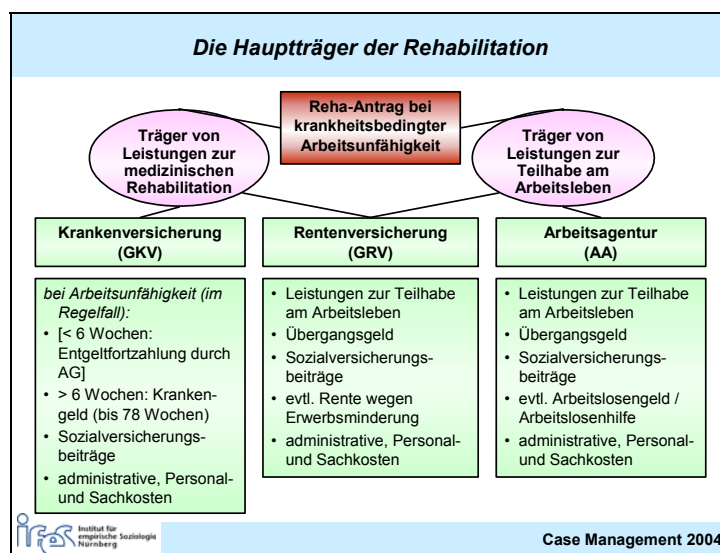 Die Hauptträger der Rehabilitation
Reha-Antrag bei
krankheitsbedingter
Arbeitsunfähigkeit
Träger von
Leistungen zur
medizinischen
Rehabilitation
Träger von
Leistungen zur
Teilhabe am
Arbeitsleben
Krankenversicherung
(GKV)
Rentenversicherung
(GRV)
Arbeitsagentur
(AA)
bei Arbeitsunfähigkeit (im
Regelfall):
• [< 6 Wochen:
Entgeltfortzahlung durch
AG]
• > 6 Wochen: Kranken-
geld (bis 78 Wochen)
• Sozialversicherungs-
beiträge
• administrative, Personal-
und Sachkosten
• Leistungen zur Teilhabe
am Arbeitsleben
• Übergangsgeld
• Sozialversicherungs-
beiträge
• evtl. Rente wegen
Erwerbsminderung
• administrative, Personal-
und Sachkosten
• Leistungen zur Teilhabe
am Arbeitsleben
• Übergangsgeld
• Sozialversicherungs-
beiträge
• evtl. Arbeitslosengeld /
Arbeitslosenhilfe
• administrative, Personal-
und Sachkosten
ifes
Institut für
empirische Soziologie
Nürnberg
Case Management 2004